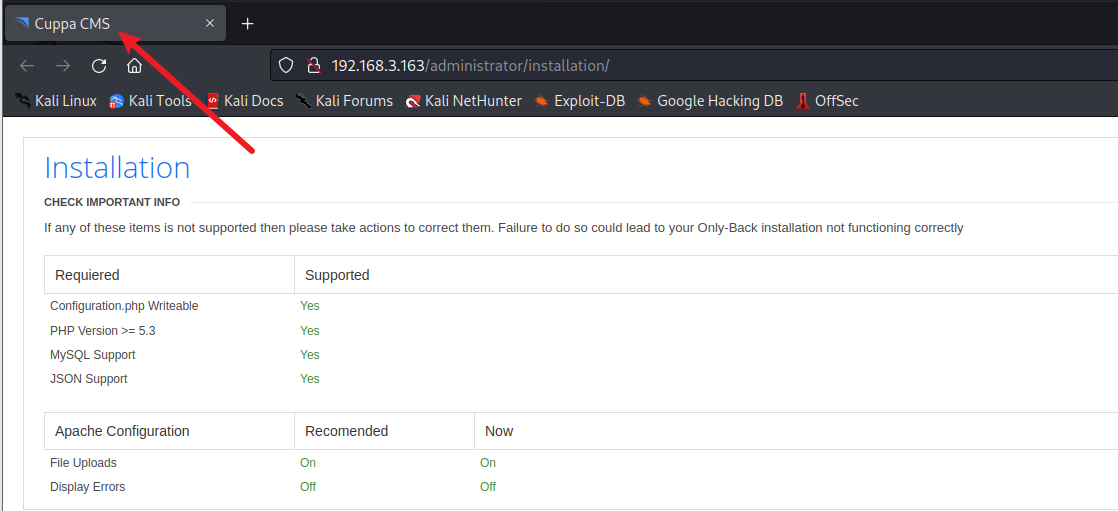 Cuppa CMS
192.168.3.163/administrator/installation/
Kali Linux Kali Tools Kali Docs Kali Forums Kali NetHunter Exploit-DB Google Hacking DB OffSec
Installation
CHECK IMPORTANT INFO
If any of these items is not supported then please take actions to correct them. Failure to do so could lead to your Only-Back installation not functioning correctly
Requiered Supported
Configuration.php Writeable Yes
PHP Version >= 5.3 Yes
MySQL Support Yes
JSON Support Yes
Apache Configuration Recomended Now
File Uploads On On
Display Errors Off Off